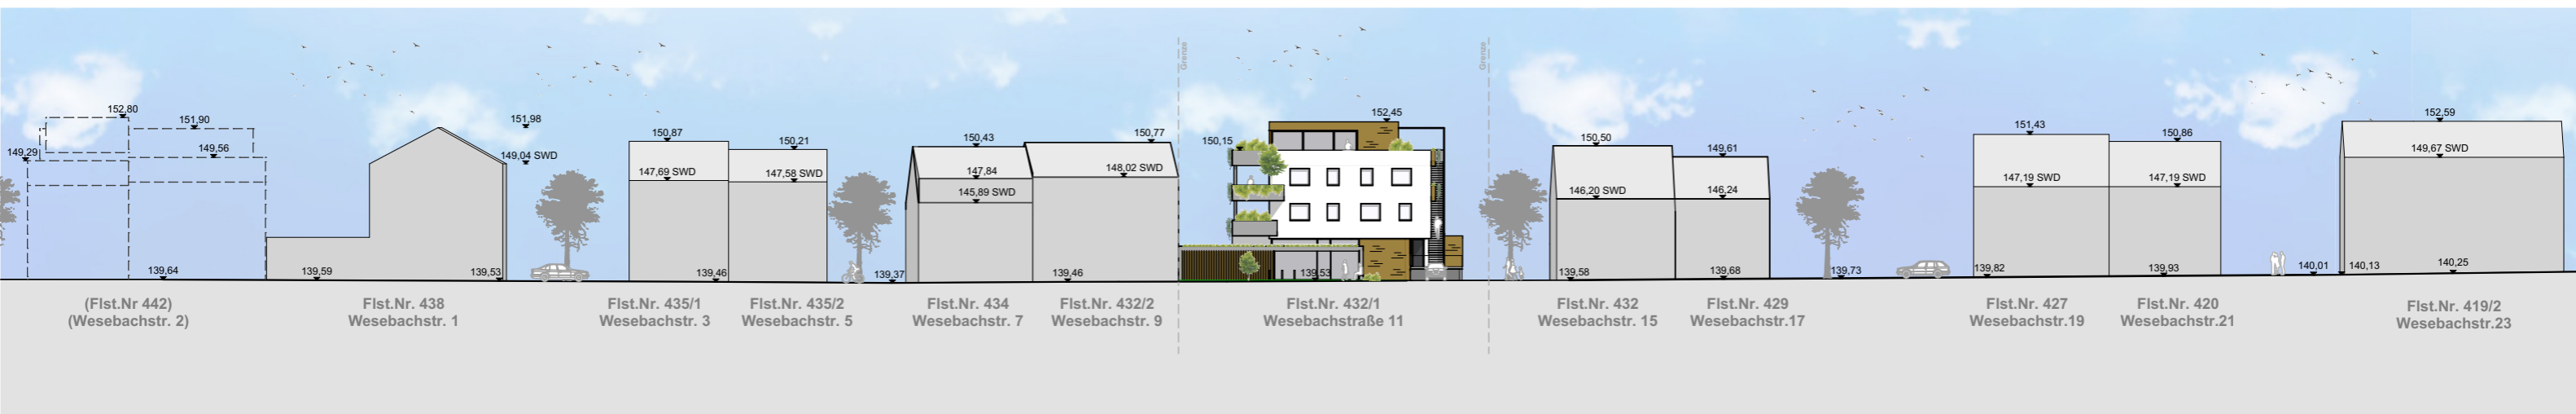 152,80
151,90
149,29
149,56
139,64
(Flst.Nr 442)
(Wesebachstr. 2)
151,98
149,04 SWD
139,59
139,53
Flst.Nr. 438
Wesebachstr. 1
150,87
147,69 SWD
139,46
Flst.Nr. 435/1
Wesebachstr. 3
150,21
147,58 SWD
Flst.Nr. 435/2
Wesebachstr. 5
139,37
150,43
147,84
145,89 SWD
Flst.Nr. 434
Wesebachstr. 7
150,77
148,02 SWD
139,46
Flst.Nr. 432/2
Wesebachstr. 9
Grenze
152,45
150,15
139,53
Flst.Nr. 432/1
Wesebachstraße 11
Grenze
150,50
146,20 SWD
139,58
Flst.Nr. 432
Wesebachstr. 15
149,61
146,24
139,68
Flst.Nr. 429
Wesebachstr.17
139,73
151,43
147,19 SWD
139,82
Flst.Nr. 427
Wesebachstr.19
150,86
147,19 SWD
139,93
Flst.Nr. 420
Wesebachstr.21
140,01
152,59
149,67 SWD
140,13
140,25
Flst.Nr. 419/2
Wesebachstr.23